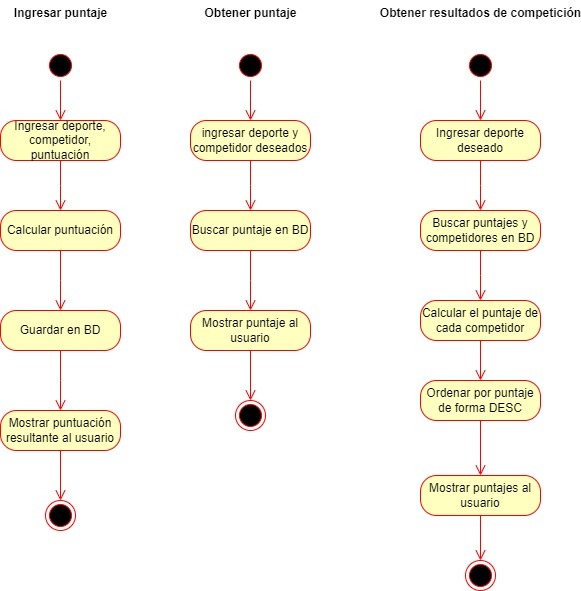 Ingresar puntaje
Ingresar deporte,
competidor,
puntuación
Calcular puntuación
Guardar en BD
Mostrar puntuación
resultante al usuario
Obtener puntaje
ingresar deporte y
competidor deseados
Buscar puntaje en BD
Mostrar puntaje al
usuario
Obtener resultados de competición
Ingresar deporte
deseado
Buscar puntajes y
competidores en BD
Calcular el puntaje de
cada competidor
Ordenar por puntaje
de forma DESC
Mostrar puntajes al
usuario